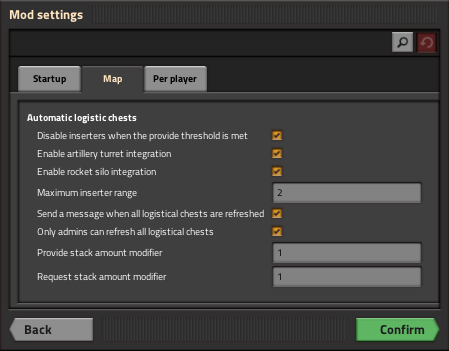 Mod settings
Startup
Map
Per player
Automatic logistic chests
Disable inserters when the provide threshold is met
Enable artillery turret integration
Enable rocket silo integration
Maximum inserter range
2
Send a message when all logistical chests are refreshed
Only admins can refresh all logistical chests
Provide stack amount modifier
1
Request stack amount modifier
1
Back
Confirm